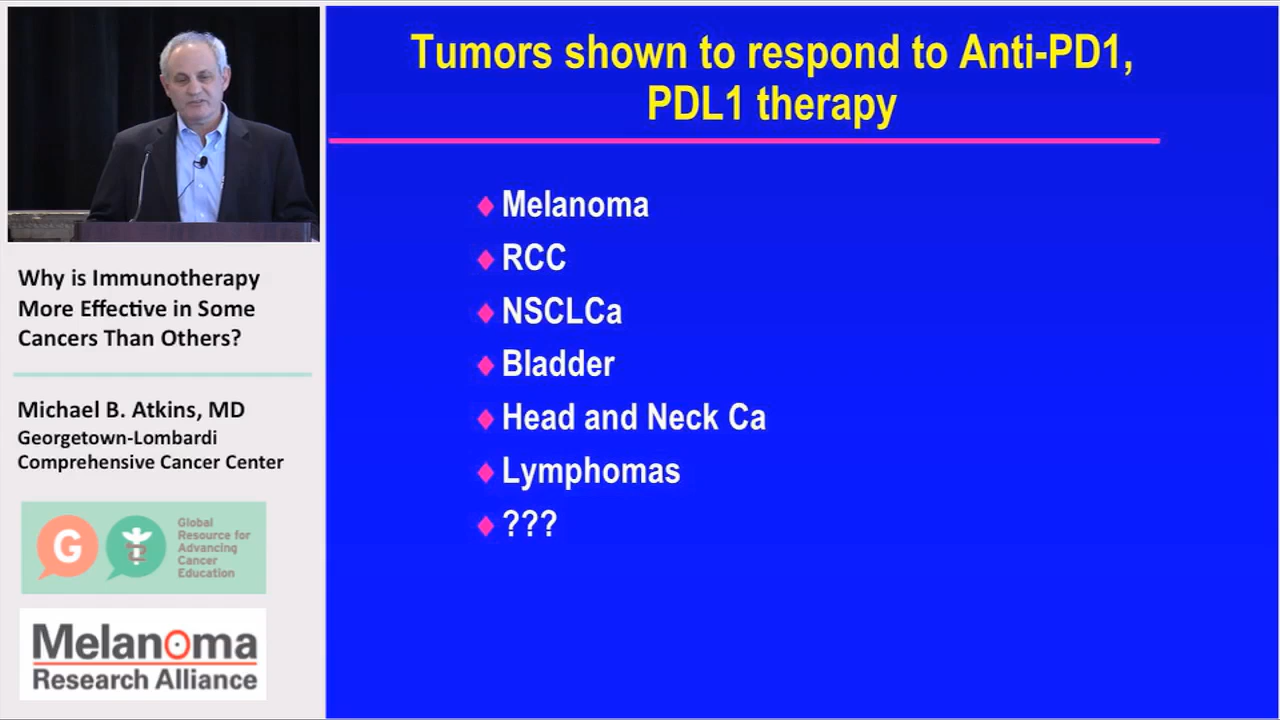 Tumors shown to respond to Anti-PD1,
PDL1 therapy
Melanoma
RCC
NSCLCa
Bladder
Head and Neck Ca
Lymphomas
???
Why is Immunotherapy
More Effective in Some
Cancers Than Others?
Michael B. Atkins, MD
Georgetown-Lombardi
Comprehensive Cancer Center
G
Global
Resource for
Advancing
Cancer
Education
Melanoma
Research Alliance